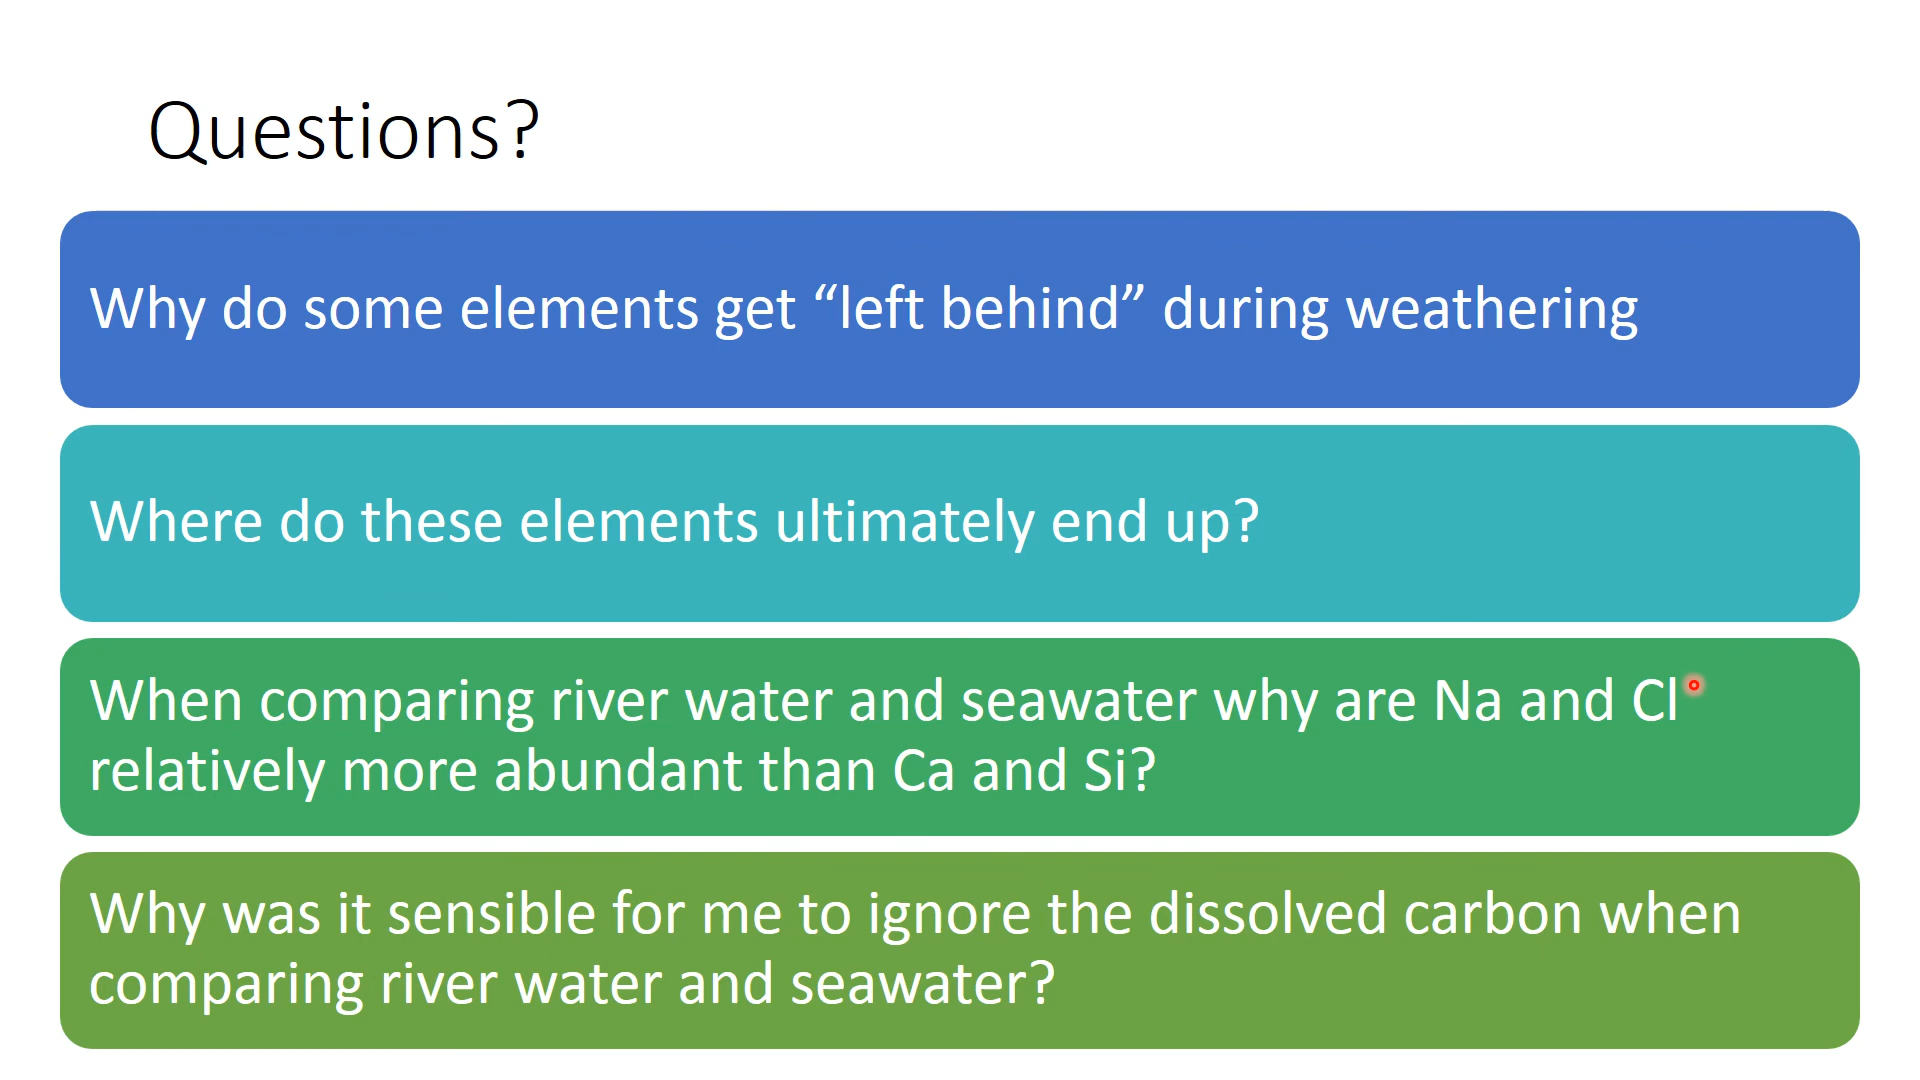 Questions?
Why do some elements get “left behind” during weathering
Where do these elements ultimately end up?
When comparing river water and seawater why are Na and Cl
relatively more abundant than Ca and Si?
Why was it sensible for me to ignore the dissolved carbon when
comparing river water and seawater?